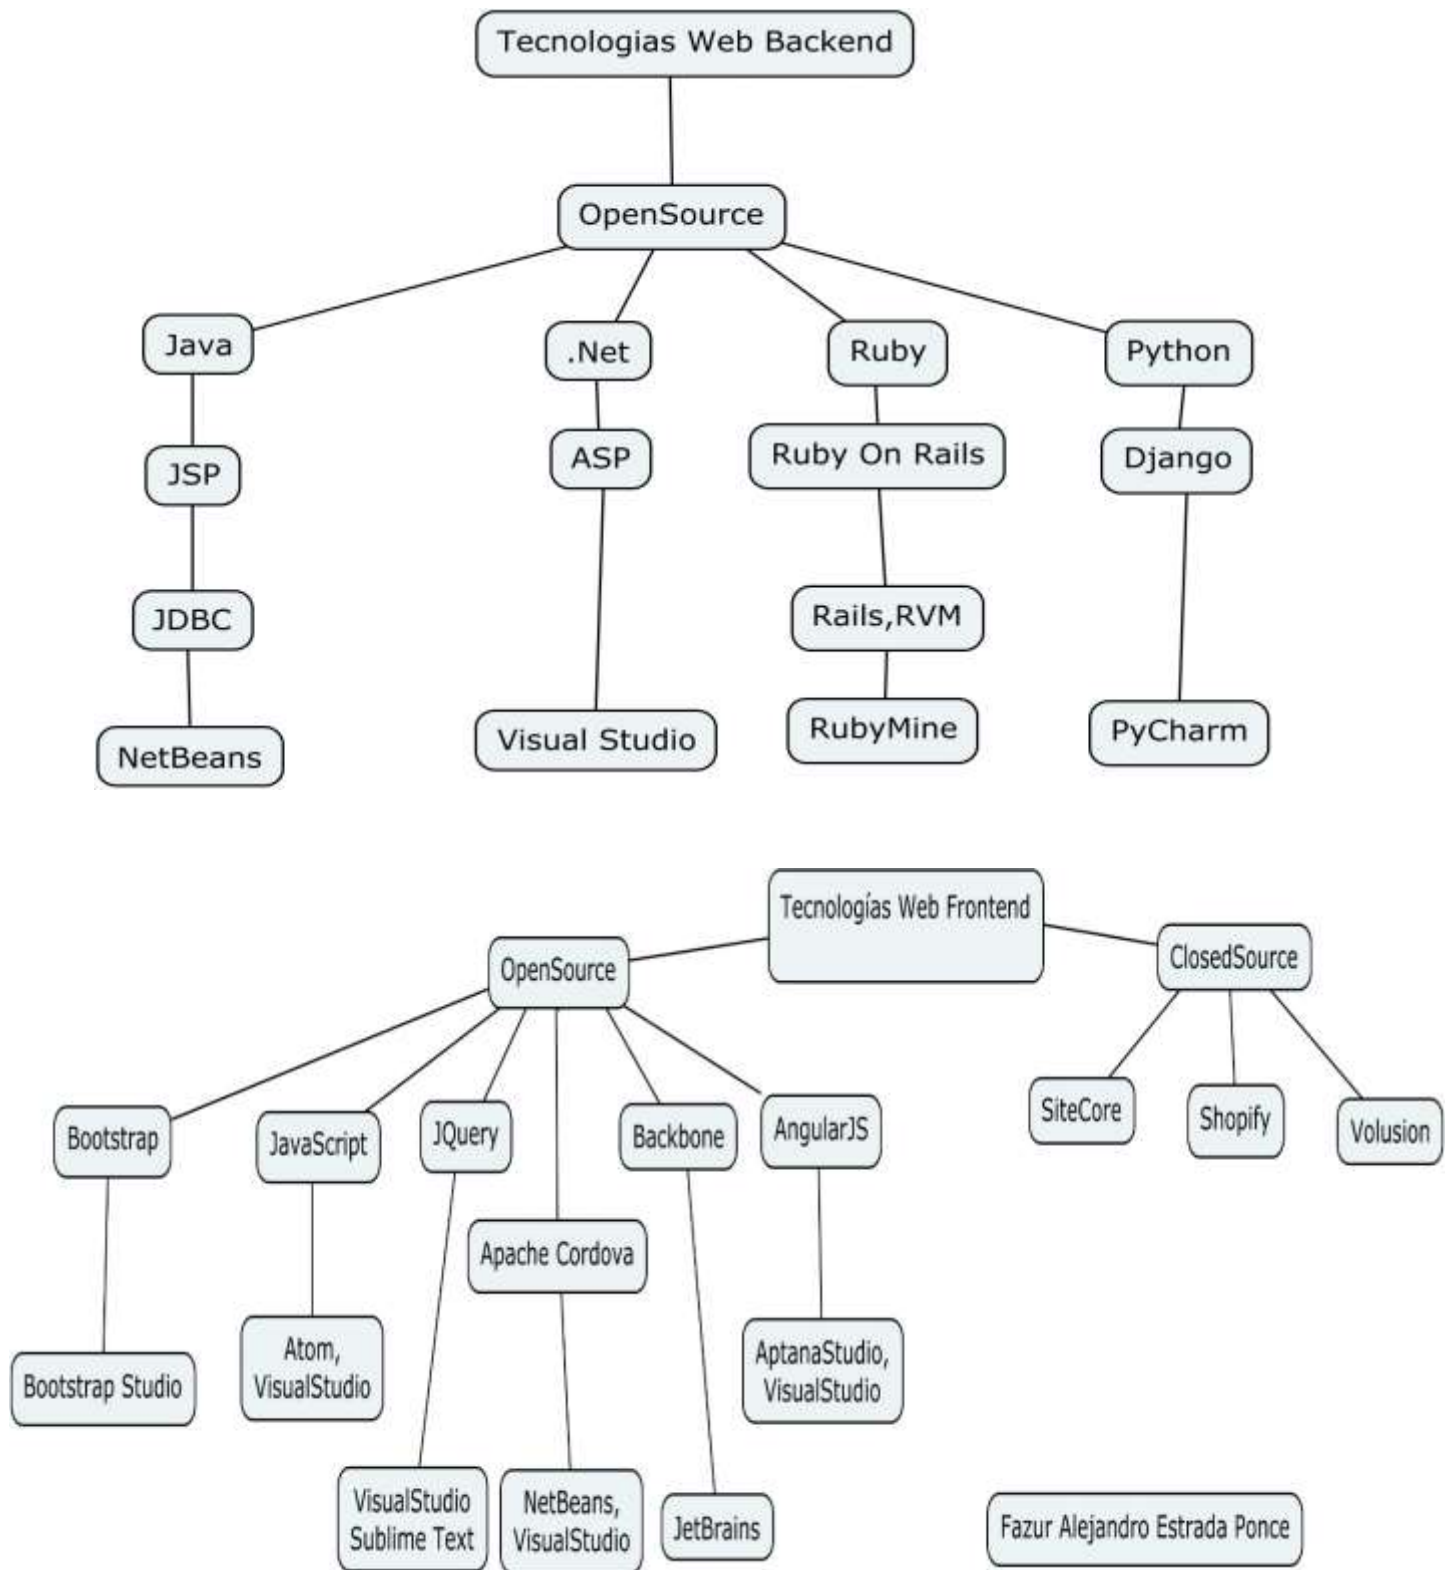 Tecnologias Web Backend
OpenSource
Java
.Net
Ruby
Python
JSP
ASP
Ruby On Rails
Django
JDBC
Rails,RVM
NetBeans
Visual Studio
RubyMine
PyCharm
Tecnologías Web Frontend
OpenSource
ClosedSource
Bootstrap
JavaScript
JQuery
Backbone
AngularJS
SiteCore
Shopify
Volusion
Apache Cordova
Bootstrap Studio
Atom,
VisualStudio
AptanaStudio,
VisualStudio
VisualStudio
Sublime Text
NetBeans,
VisualStudio
JetBrains
Fazur Alejandro Estrada Ponce